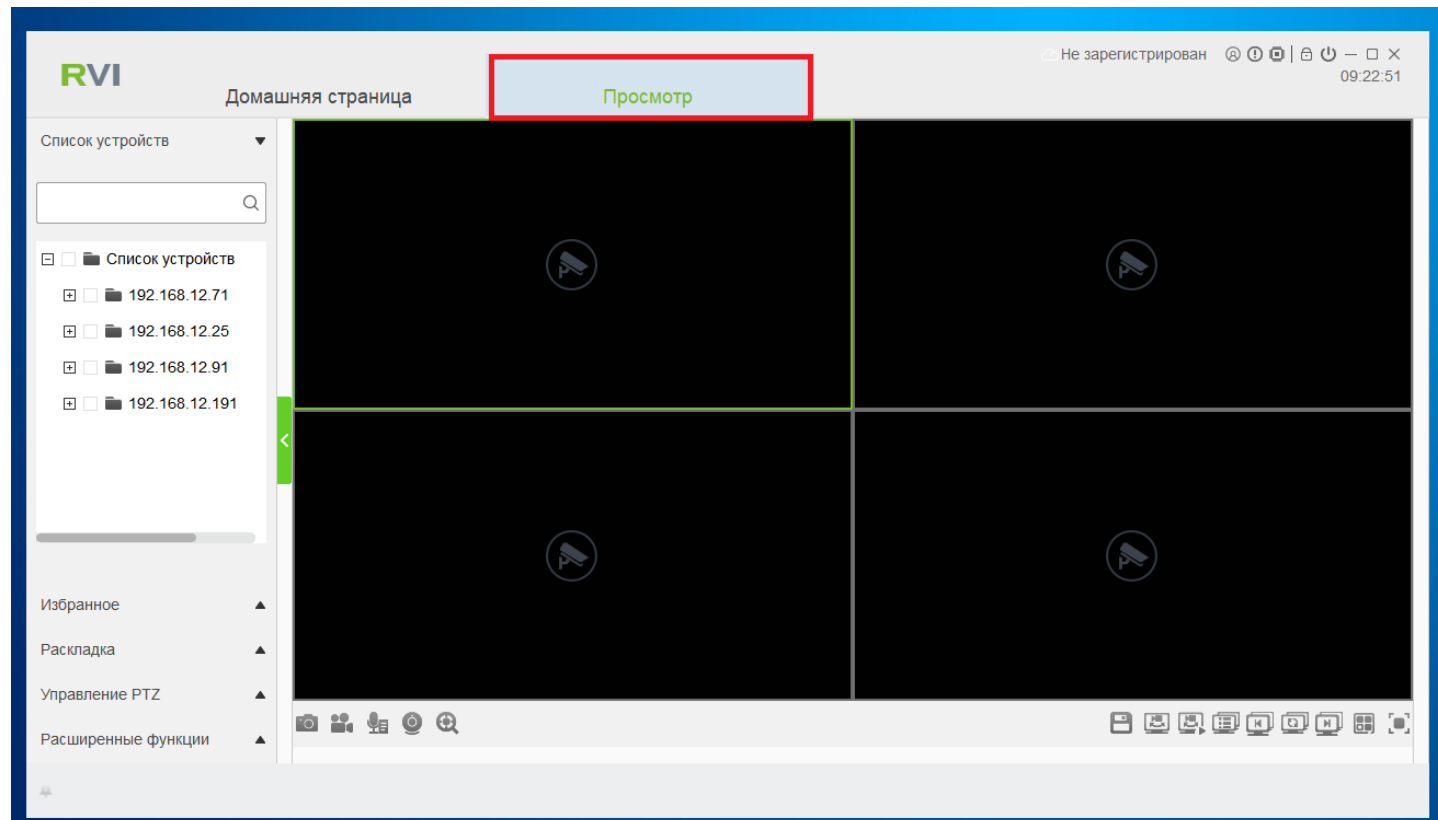 RVI
Домашняя страница
Просмотр
Не зарегистрирован
09:22:51
Список устройств
Список устройств
192.168.12.71
192.168.12.25
192.168.12.91
192.168.12.191
Избранное
Раскладка
Управление PTZ
Расширенные функции